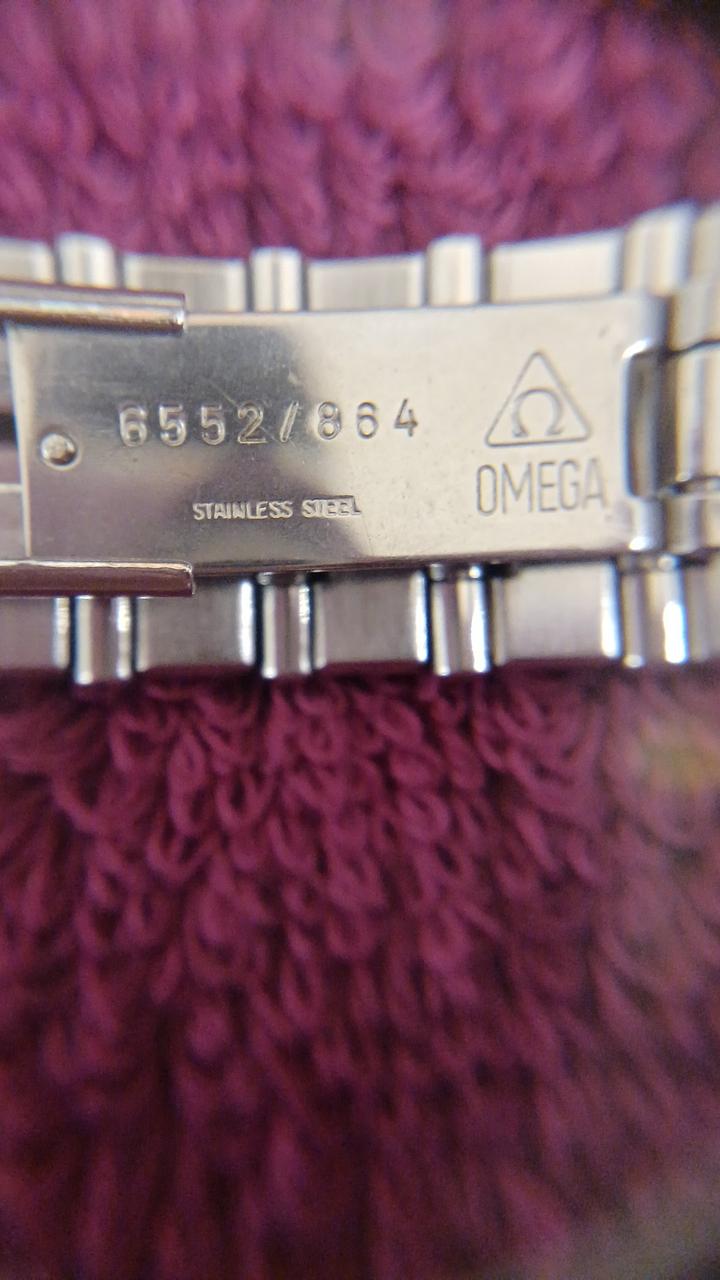 6552/864
Ω
OMEGA
STAINLESS STEEL